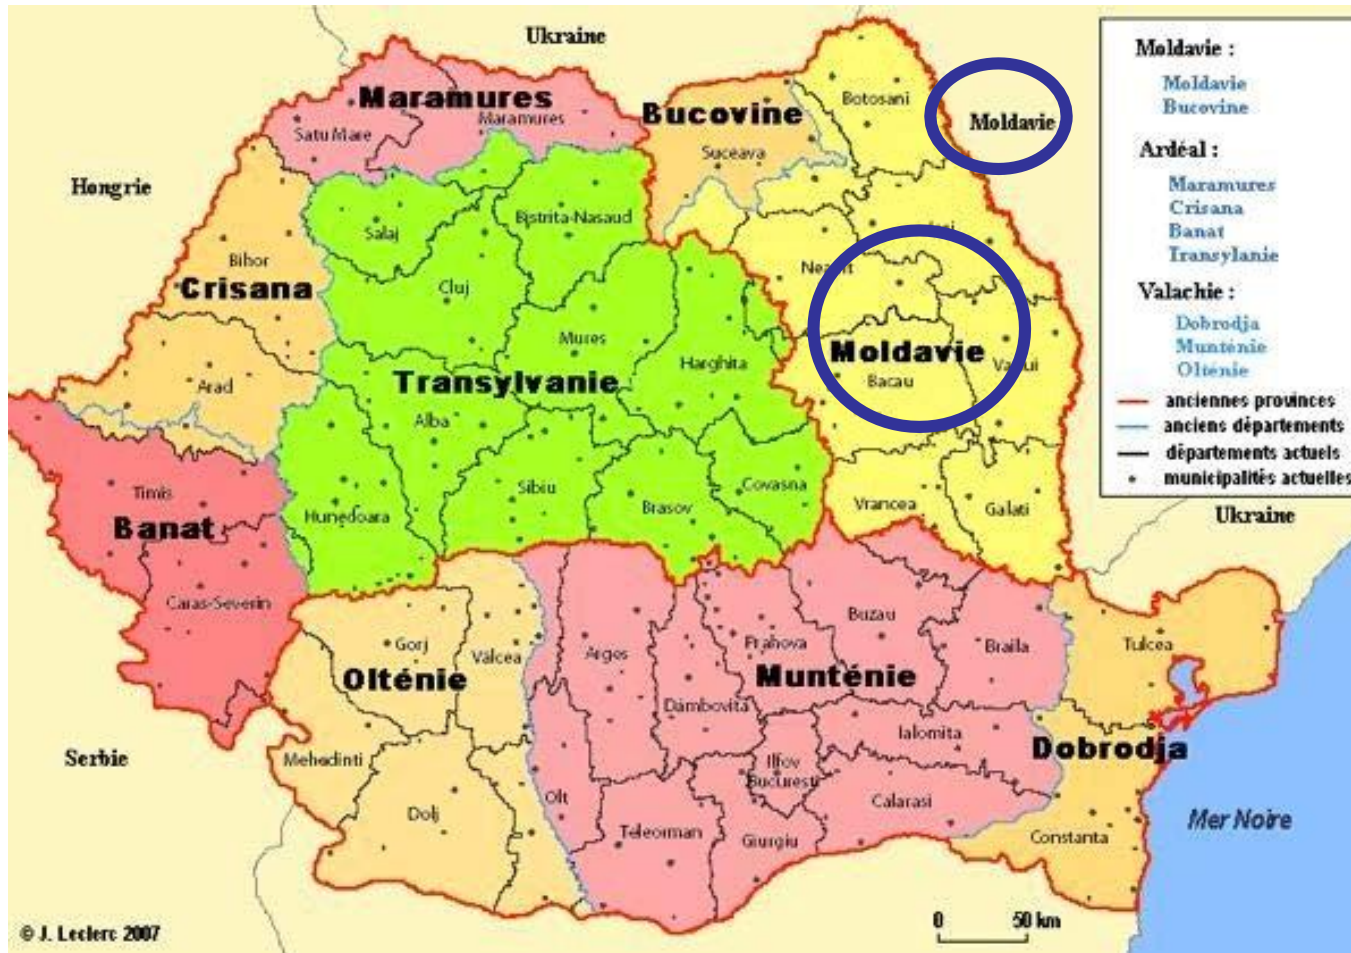 Ukraine
Maramures
Satu Mare
Maramures
Bucovine
Suceava
Botosani
Moldavie
Hongrie
Salaj
Bistrita-Nasaud
Bihor
Crisana
Cluj
Mures
Harghita
Arad
Transylvanie
Alba
Moldavie
Bacau
Timis
Banat
Caras-Severin
Hunedoara
Sibiu
Brasov
Covasna
Vrancea
Galati
Ukraine
Gorj
Vâlcea
Olténie
Mehedinti
Dolj
Olt
Arges
Dâmbovita
Prahova
Munténie
Buzau
Braila
Ialomita
Ilfov
Bucuresti
Calarasi
Teleorman
Giurgiu
Tulcea
Dobrodja
Constanta
Serbie
Mer Noire
Moldavie :
Moldavie
Bucovine
Ardéal :
Maramures
Crisana
Banat
Transylanie
Valachie :
Dobrodja
Munténie
Olténie
anciennes provinces
anciens départements
départements actuels
municipalités actuelles
0 50 km
© J. Leclerc 2007